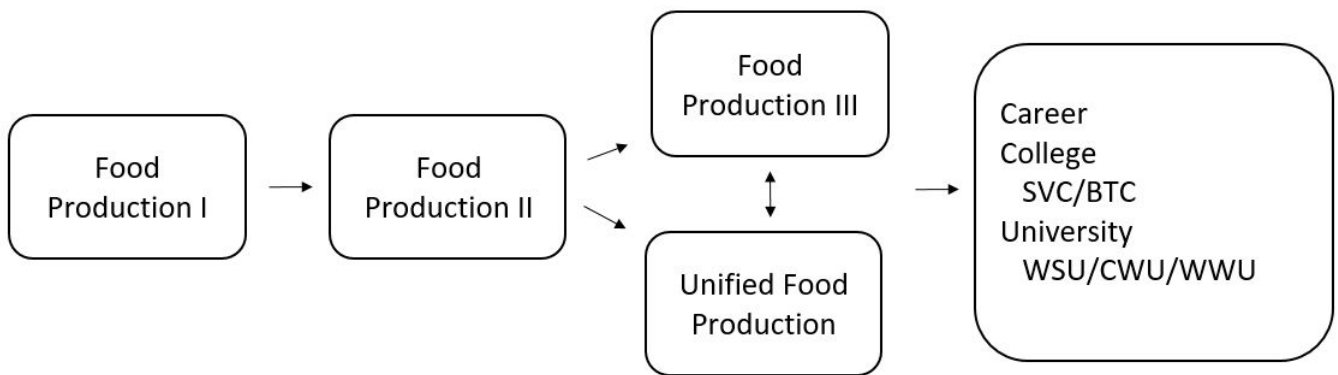 Food
Production I
Food
Production II
Food
Production III
Unified Food
Production
Career
College
SVC/BTC
University
WSU/CWU/WWU